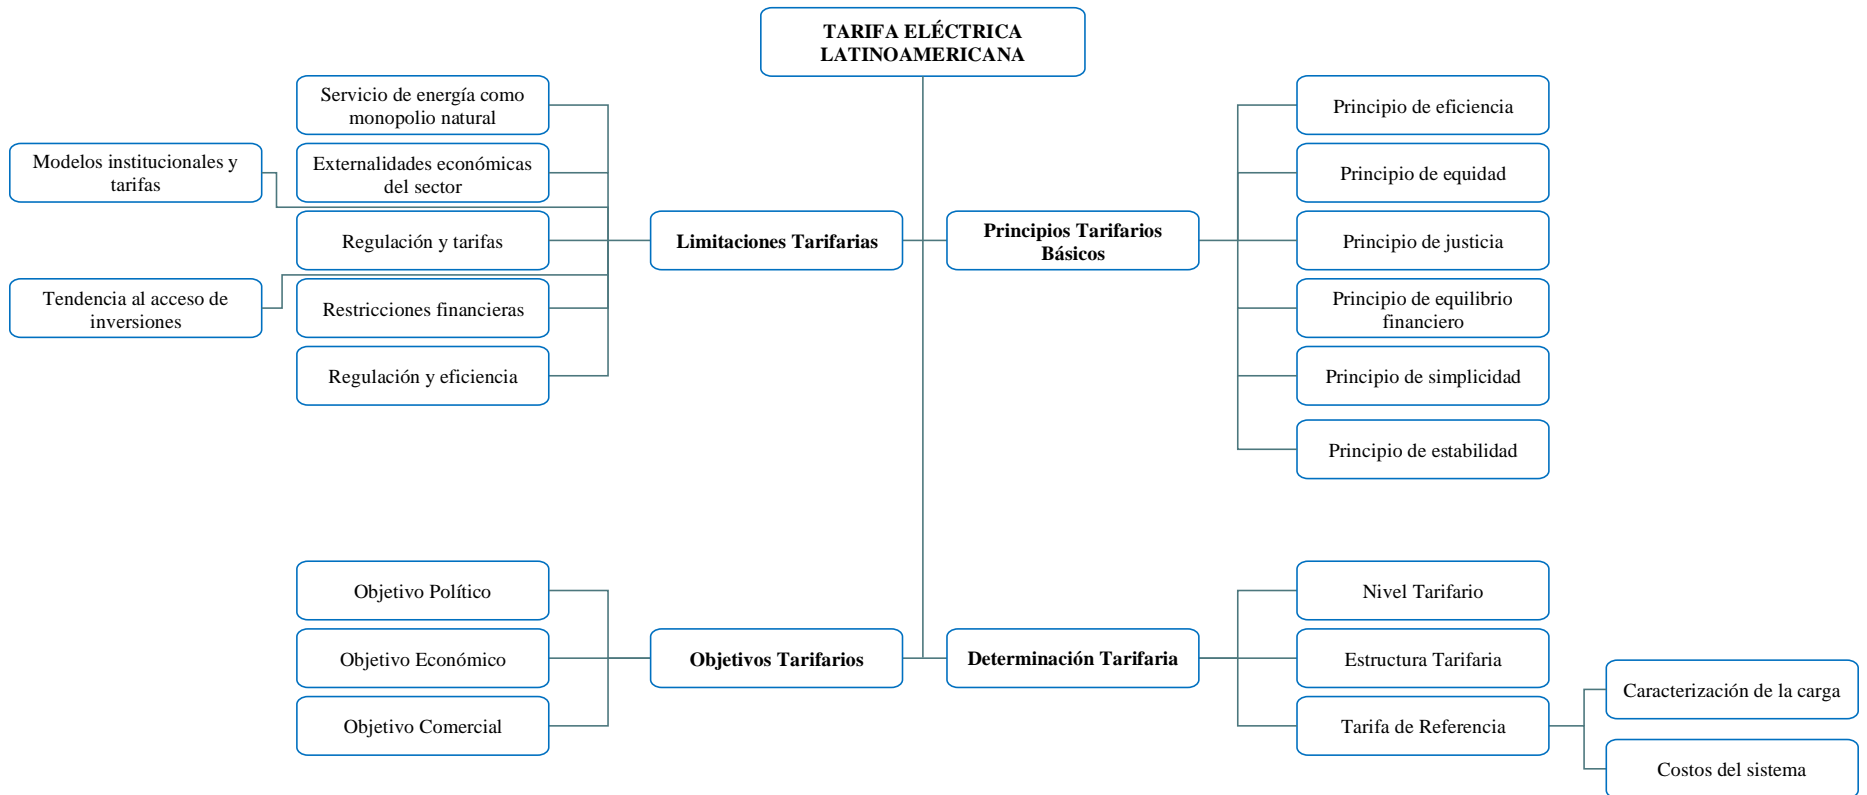 TARIFA ELÉCTRICA
LATINOAMERICANA
Servicio de energía como
monopolio natural
Externalidades económicas
del sector
Modelos institucionales y
tarifas
Regulación y tarifas
Tendencia al acceso de
inversiones
Restricciones financieras
Regulación y eficiencia
Limitaciones Tarifarias
Principios Tarifarios
Básicos
Principio de eficiencia
Principio de equidad
Principio de justicia
Principio de equilibrio
financiero
Principio de simplicidad
Principio de estabilidad
Objetivo Político
Objetivo Económico
Objetivo Comercial
Objetivos Tarifarios
Determinación Tarifaria
Nivel Tarifario
Estructura Tarifaria
Tarifa de Referencia
Caracterización de la carga
Costos del sistema